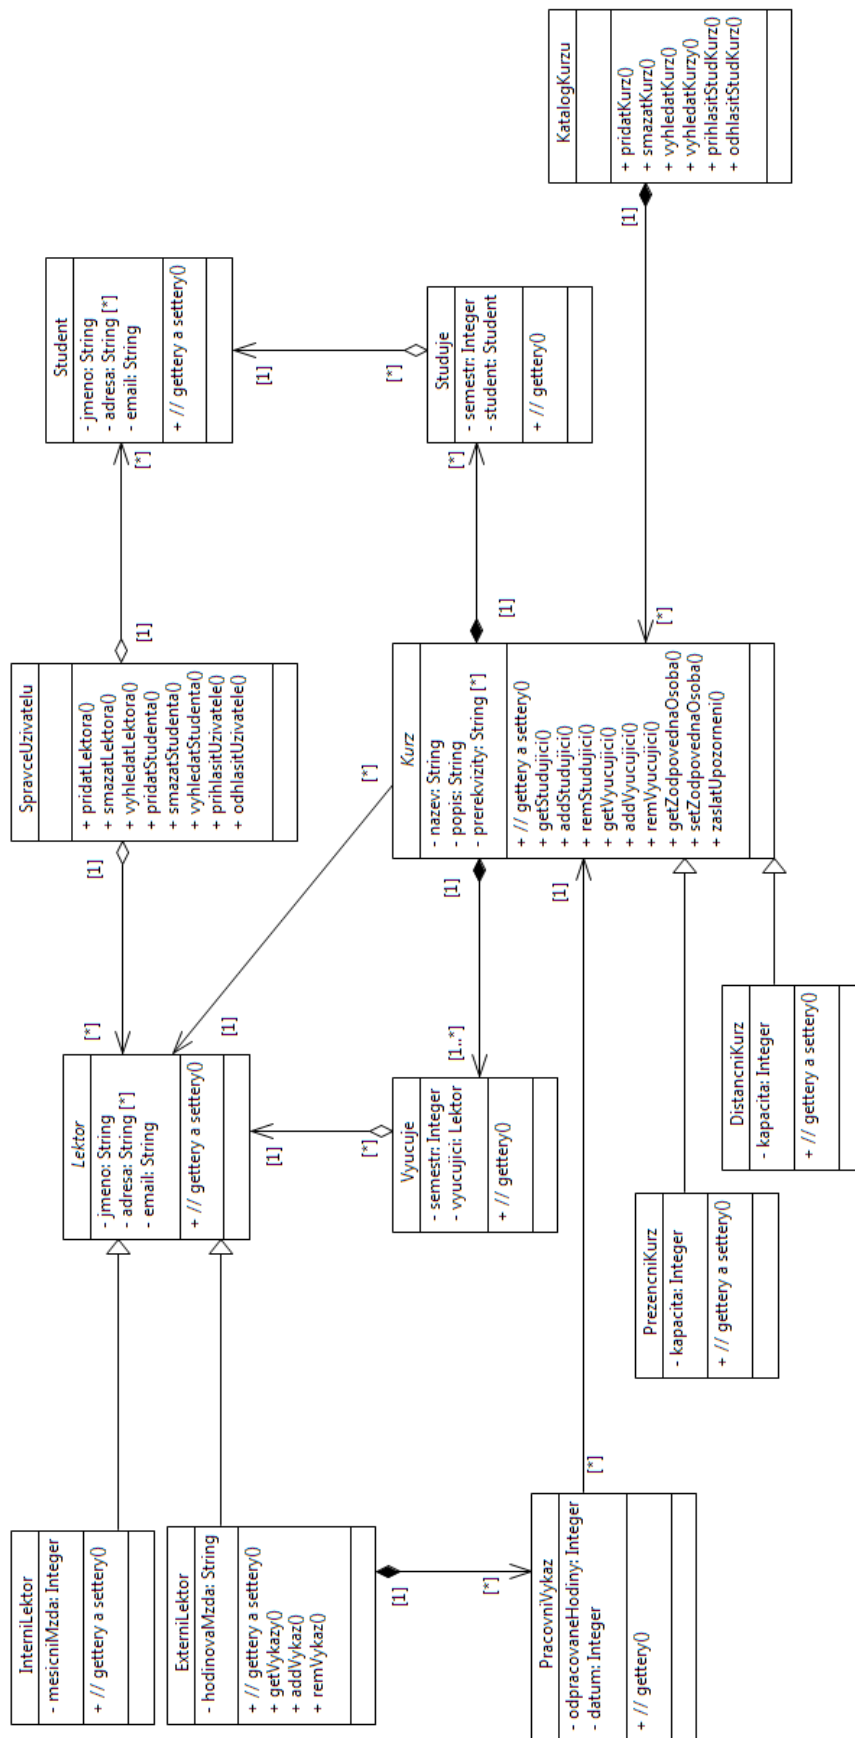 InterniLektor
- mesicniMzda: Integer
+ // gettery a settery()
ExterniLektor
- hodinovaMzda: String
+ // gettery a settery()
+ getVykazy()
+ addVykaz()
+ remVykaz()
[1]
[*]
PracovniVykaz
- odpracovaneHodiny: Integer
- datum: Integer
+ // gettery()
[*]
[1]
Lektor
- jmeno: String
- adresa: String [*]
- email: String
+ // gettery a settery()
[*]
[1]
[1]
[*]
Vyucuje
- semestr: Integer
- vyucujici: Lektor
+ // gettery()
[1..*]
[1]
PrezencniKurz
- kapacita: Integer
+ // gettery a settery()
DistancniKurz
- kapacita: Integer
+ // gettery a settery()
SpravceUzivatelu
+ pridatLektora()
+ smazatLektora()
+ vyhledatLektora()
+ pridatStudenta()
+ smazatStudenta()
+ vyhledatStudenta()
+ prihlasitUzivatele()
+ odhlasitUzivatele()
[1]
[1]
[*]
Kurz
- nazev: String
- popis: String
- prerekvizity: String [*]
+ // gettery a settery()
+ getStudujici()
+ addStudujici()
+ remStudujici()
+ getVyucujici()
+ addVyucujici()
+ remVyucujici()
+ getZodpovednaOsoba()
+ setZodpovednaOsoba()
+ zaslatUpozorneni()
[1]
[*]
[*]
Student
- jmeno: String
- adresa: String [*]
- email: String
+ // gettery a settery()
[*]
[1]
[*]
Studuje
- semestr: Integer
- student: Student
+ // gettery()
KatalogKurzu
+ pridatKurz()
+ smazatKurz()
+ vyhledatKurz()
+ vyhledatKurzy()
+ prihlasitStudKurz()
+ odhlasitStudKurz()
[1]